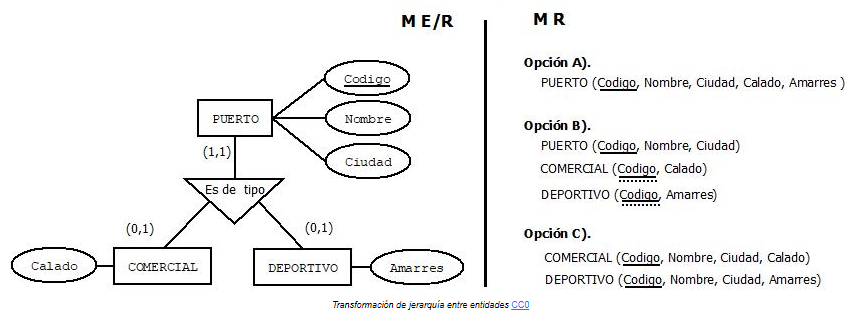 M E/R
Codigo
PUERTO
Nombre
(1,1)
Ciudad
Es de tipo
(0,1)
(0,1)
Calado
COMERCIAL
DEPORTIVO
Amarres
M R
Opción A).
PUERTO (Codigo, Nombre, Ciudad, Calado, Amarres )
Opción B).
PUERTO (Codigo, Nombre, Ciudad)
COMERCIAL (Codigo, Calado)
DEPORTIVO (Codigo, Amarres)
Opción C).
COMERCIAL (Codigo, Nombre, Ciudad, Calado)
DEPORTIVO (Codigo, Nombre, Ciudad, Amarres)
Transformación de jerarquía entre entidades CC0